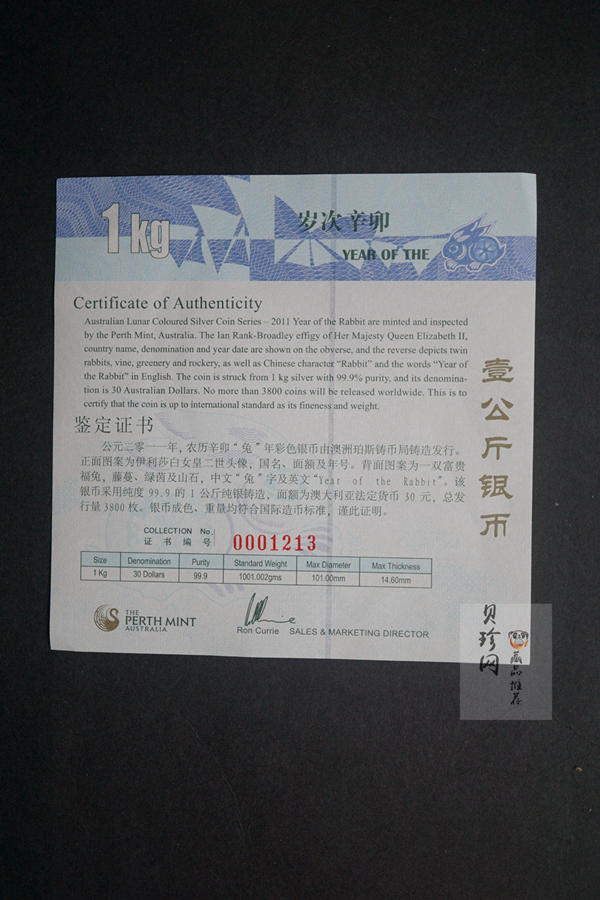 1 kg
岁次辛卯
YEAR OF THE
Certificate of Authenticity
Australian Lunar Coloured Silver Coin Series – 2011 Year of the Rabbit are minted and inspected
by the Perth Mint, Australia. The Ian Rank-Broadley effigy of Her Majesty Queen Elizabeth II,
country name, denomination and year date are shown on the obverse, and the reverse depicts twin
rabbits, vine, greenery and rockery, as well as Chinese character “Rabbit” and the words “Year of
the Rabbit” in English. The coin is struck from 1 kg silver with 99.9% purity, and its denomina-
tion is 30 Australian Dollars. No more than 3800 coins will be released worldwide. This is to
certify that the coin is up to international standard as its fineness and weight.
鉴定证书
公元二零一一年，农历辛卯“兔”年彩色银币由澳洲珀斯铸币局铸造发行。
正面图案为伊利莎白女皇二世头像，国名、面额及年号。背面图案为一双富贵
福兔，藤蔓、绿茵及山石，中文“兔”字及英文“Year of the Rabbit”。该
银币采用纯度 99.9 的 1 公斤纯银铸造，面额为澳大利亚法定货币 30 元，总发
行量 3800 枚。银币成色、重量均符合国际造币标准，谨此证明。
壹公斤银币
COLLECTION No.
证书编号
0001213
Size Denomination Purity Standard Weight Max Diameter Max Thickness
1 Kg 30 Dollars 99.9 1001.002gms 101.00mm 14.60mm
THE
PERTH MINT
AUSTRALIA
Ron Currie SALES & MARKETING DIRECTOR
贝珍网
藏品推荐